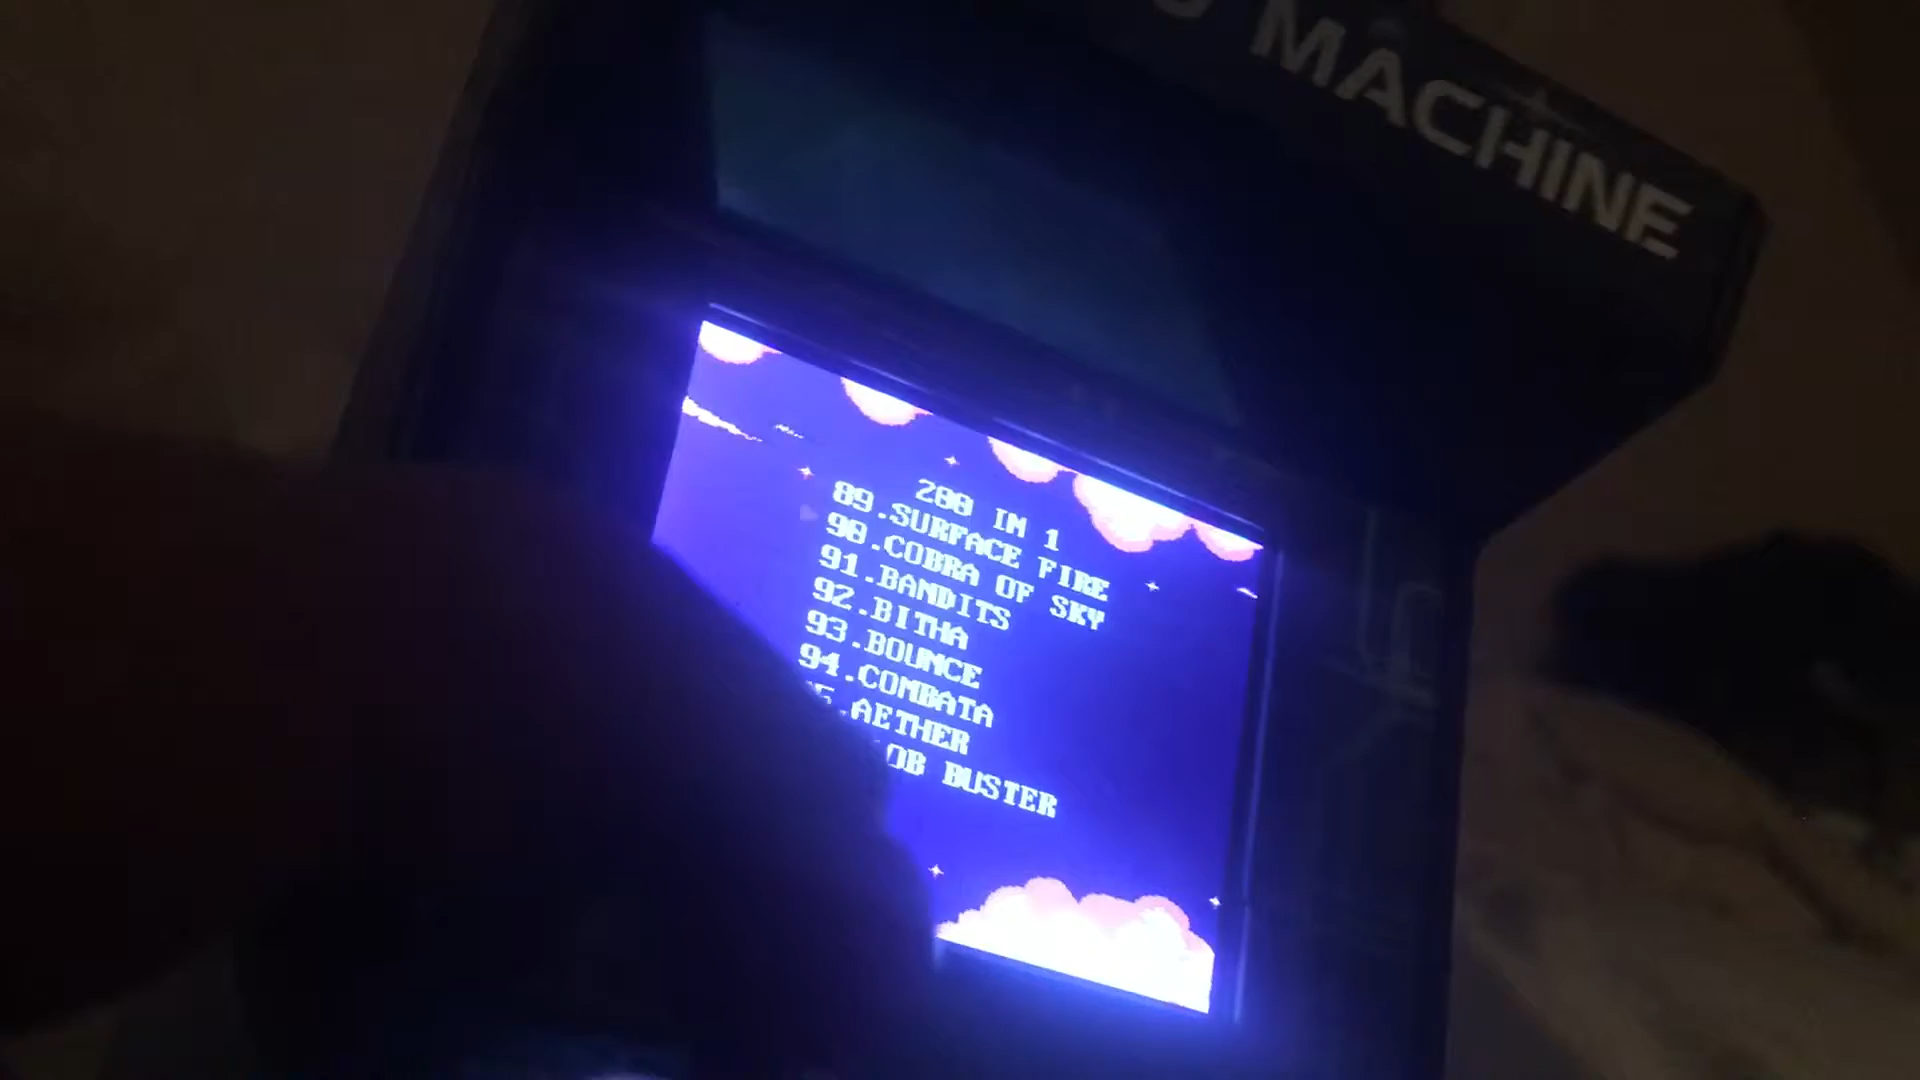 MACHINE
200 IN 1
89.SURFACE FIRE
90.COBRA OF SKY
91.BANDITS
92.BITHA
93.BOUNCE
94.COMBATA
.AETHER
BUSTER